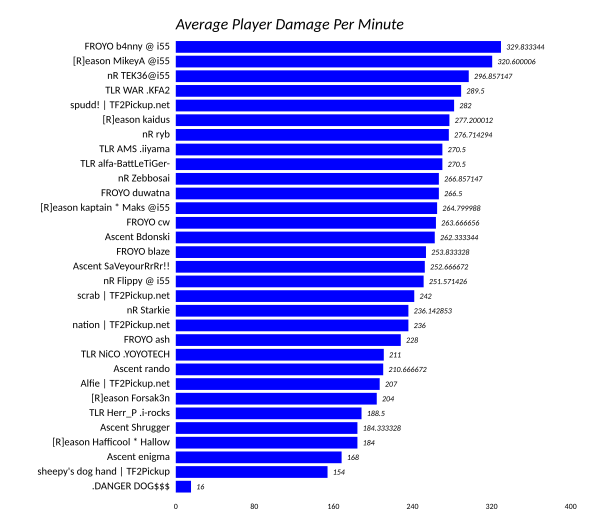 Average Player Damage Per Minute
FROYO b4nny @ i55 329.833344
[R]eason MikeyA @i55 320.600006
nR TEK36@i55 296.857147
TLR WAR .KFA2 289.5
spudd! | TF2Pickup.net 282
[R]eason kaidus 277.200012
nR ryb 276.714294
TLR AMS .iiyama 270.5
TLR alfa-BattLeTiGer- 270.5
nR Zebbosai 266.857147
FROYO duwatna 266.5
[R]eason kaptain * Maks @i55 264.799988
FROYO cw 263.666656
Ascent Bdonski 262.333344
FROYO blaze 253.833328
Ascent SaVeyourRrRr!! 252.666672
nR Flippy @ i55 251.571426
scrab | TF2Pickup.net 242
nR Starkie 236.142853
nation | TF2Pickup.net 236
FROYO ash 228
TLR NiCO .YOYOTECH 211
Ascent rando 210.666672
Alfie | TF2Pickup.net 207
[R]eason Forsak3n 204
TLR Herr_P .i-rocks 188.5
Ascent Shrugger 184.333328
[R]eason Hafficool * Hallow 184
Ascent enigma 168
sheepy's dog hand | TF2Pickup 154
.DANGER DOG$$$ 16
0 80 160 240 320 400